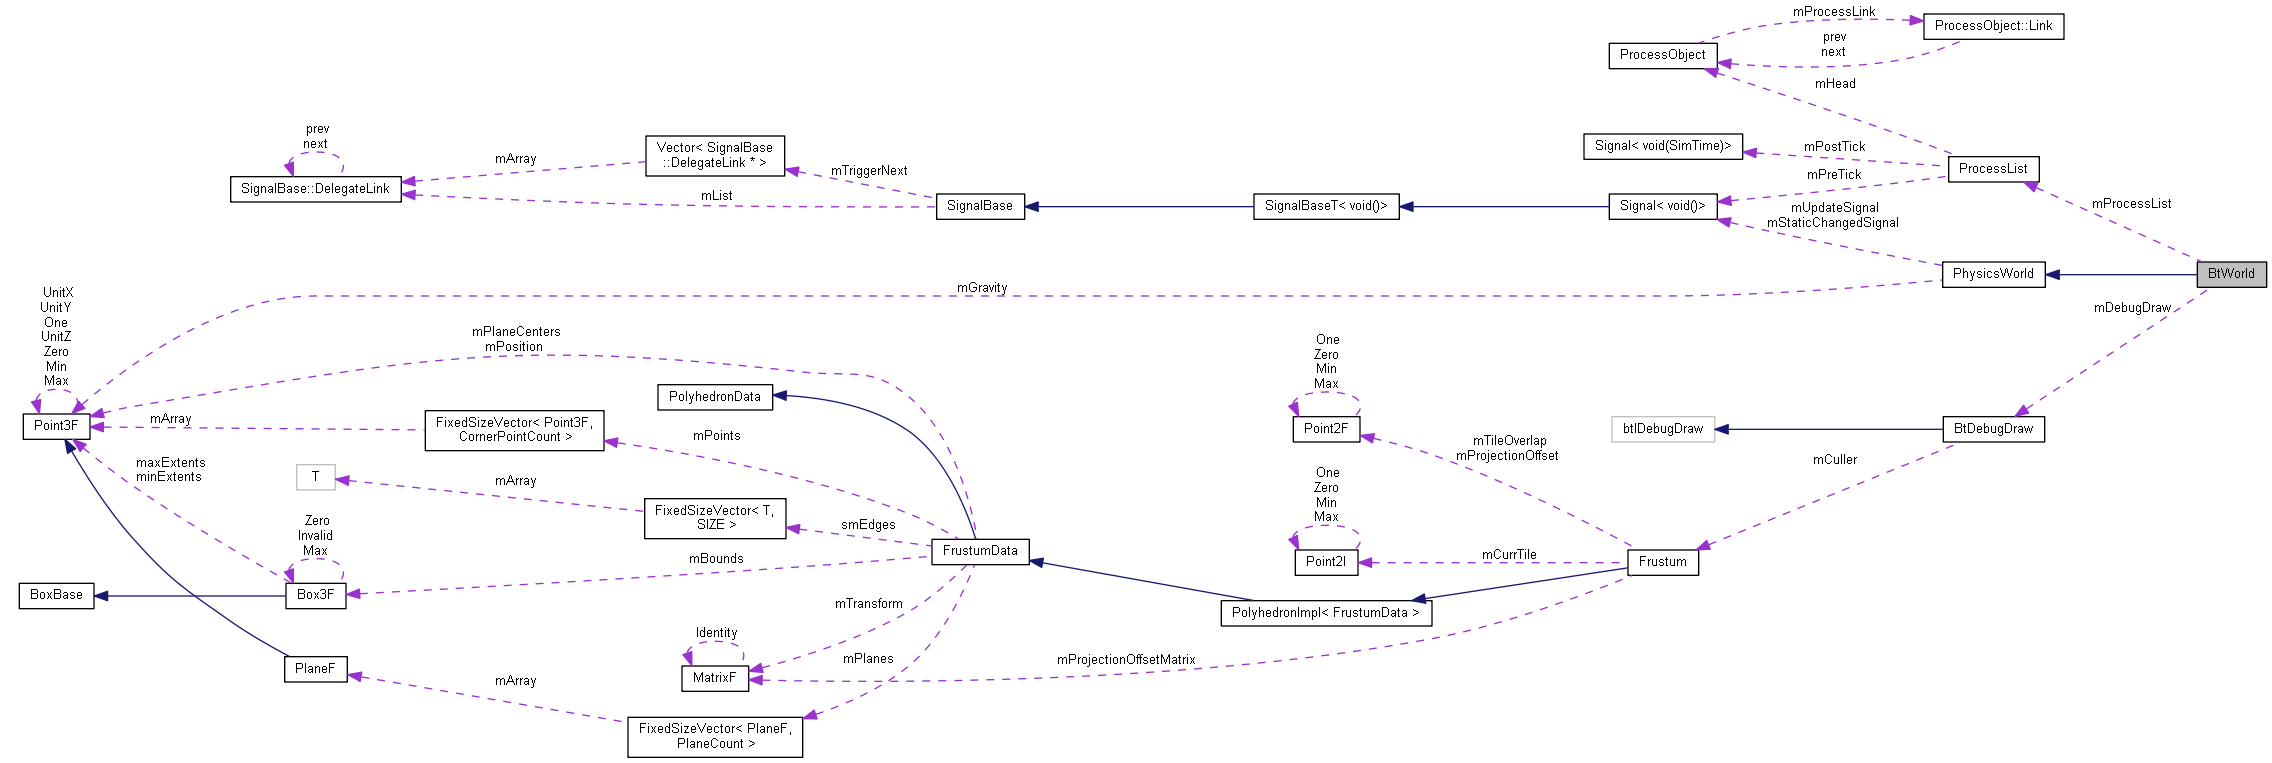 mProcessLink
ProcessObject::Link
prev
next
ProcessObject
mHead
prev
next
Vector< SignalBase
::DelegateLink * >
mArray
Signal< void(SimTime)>
mPostTick
ProcessList
mTriggerNext
mPreTick
SignalBase::DelegateLink
mList
SignalBase
SignalBaseT< void()>
Signal< void()>
mProcessList
mUpdateSignal
mStaticChangedSignal
PhysicsWorld
BtWorld
mGravity
UnitX
UnitY
One
UnitZ
Zero
Min
Max
mDebugDraw
mPlaneCenters
mPosition
One
Zero
Min
Max
PolyhedronData
Point3F
mArray
FixedSizeVector< Point3F,
CornerPointCount >
mPoints
Point2F
btIDebugDraw
BtDebugDraw
mTileOverlap
mProjectionOffset
mCuller
maxExtents
minExtents
T
mArray
One
Zero
Min
Max
FixedSizeVector< T,
SIZE >
smEdges
Zero
Invalid
Max
mBounds
FrustumData
Point2I
mCurrTile
Frustum
BoxBase
Box3F
mTransform
PolyhedronImpl< FrustumData >
Identity
mPlanes
mProjectionOffsetMatrix
PlaneF
mArray
MatrixF
FixedSizeVector< PlaneF,
PlaneCount >